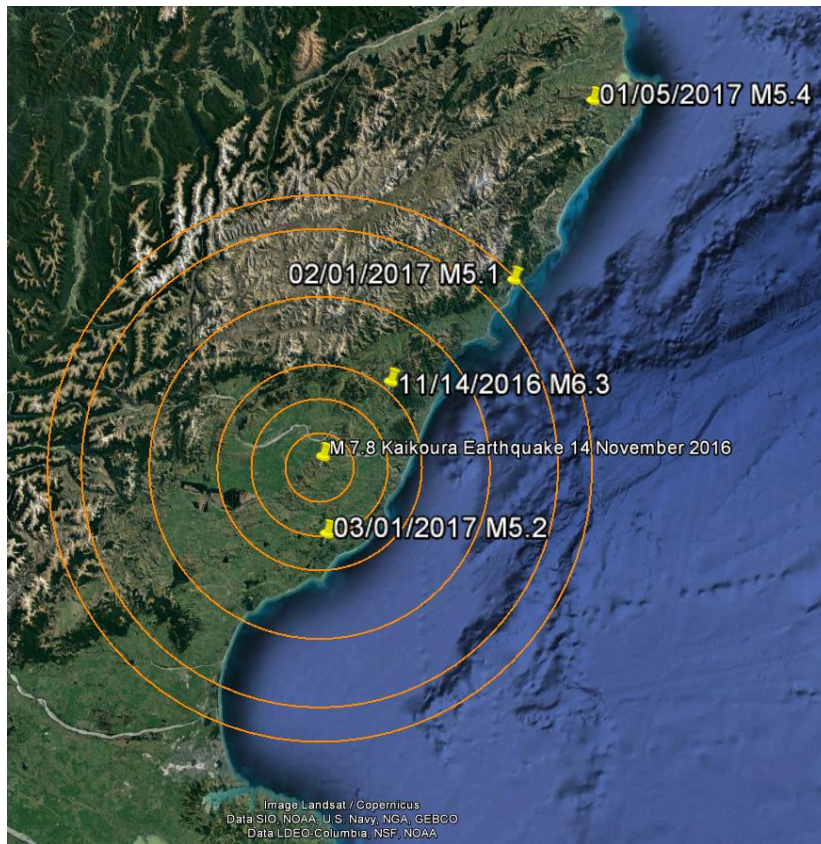 01/05/2017 M5.4
02/01/2017 M5.1
11/14/2016 M6.3
M 7.8 Kaikoura Earthquake 14 November 2016
03/01/2017 M5.2
Image Landsat / Copernicus
Data SIO, NOAA, U.S. Navy, NGA, GEBCO
Data LDEO-Columbia, NSF, NOAA